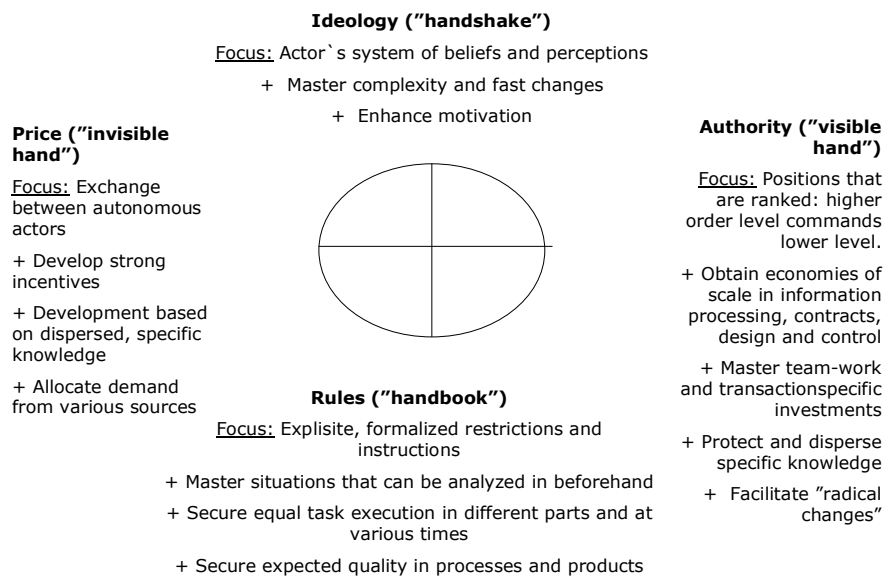 Ideology (”handshake”)
Focus: Actor`s system of beliefs and perceptions
+ Master complexity and fast changes
+ Enhance motivation
Price (”invisible
hand”)
Focus: Exchange
between autonomous
actors
+ Develop strong
incentives
+ Development based
on dispersed, specific
knowledge
+ Allocate demand
from various sources
Authority (”visible
hand”)
Focus: Positions that
are ranked: higher
order level commands
lower level.
+ Obtain economies of
scale in information
processing, contracts,
design and control
+ Master team-work
and transactionspecific
investments
+ Protect and disperse
specific knowledge
+ Facilitate ”radical
changes”
Rules (”handbook”)
Focus: Explisite, formalized restrictions and
instructions
+ Master situations that can be analyzed in beforehand
+ Secure equal task execution in different parts and at
various times
+ Secure expected quality in processes and products